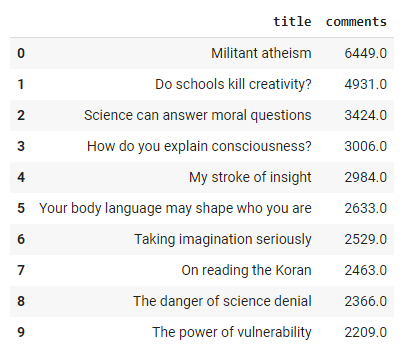 title comments
0 Militant atheism 6449.0
1 Do schools kill creativity? 4931.0
2 Science can answer moral questions 3424.0
3 How do you explain consciousness? 3006.0
4 My stroke of insight 2984.0
5 Your body language may shape who you are 2633.0
6 Taking imagination seriously 2529.0
7 On reading the Koran 2463.0
8 The danger of science denial 2366.0
9 The power of vulnerability 2209.0